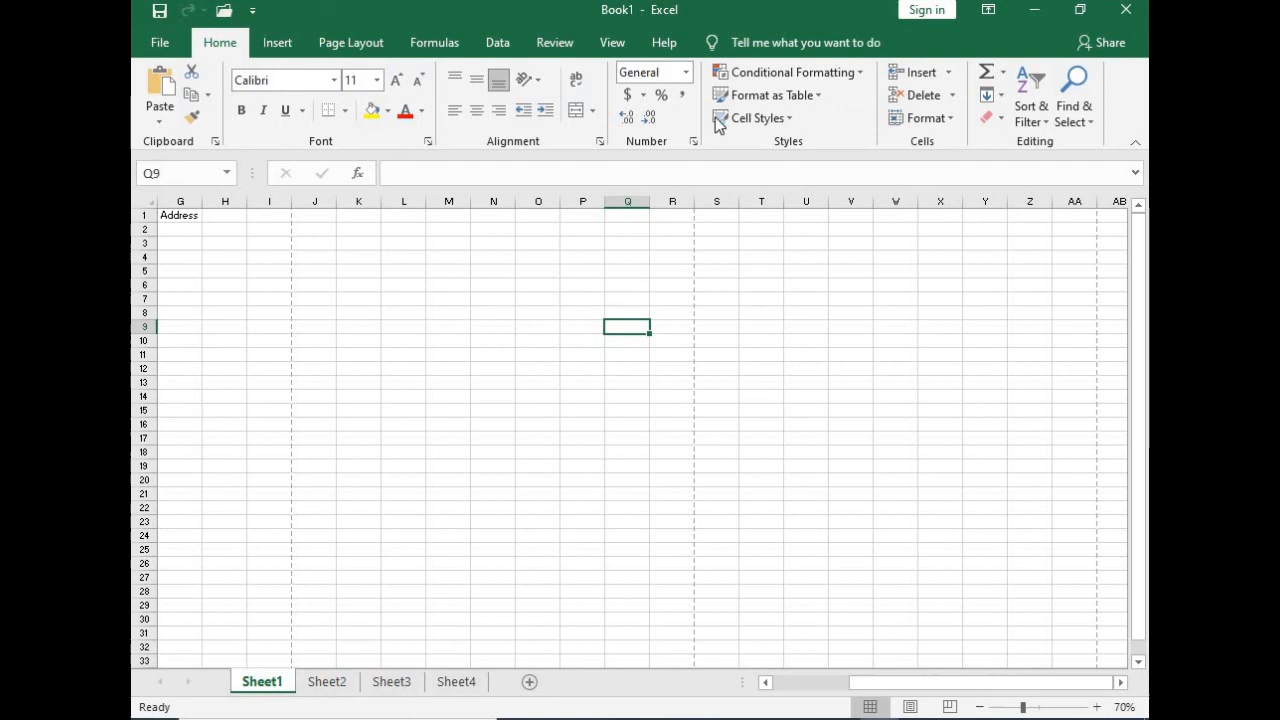 Book1 - Excel
Sign in
File Home Insert Page Layout Formulas Data Review View Help Tell me what you want to do Share
Paste
Calibri 11
B I U
General
$ % ,
Conditional Formatting
Format as Table
Cell Styles
Insert
Delete
Format
Sort & Filter
Find & Select
Clipboard Font Alignment Number Styles Cells Editing
Q9 fx
G H I J K L M N O P Q R S T U V W X Y Z AA AB
1 Address
2
3
4
5
6
7
8
9
10
11
12
13
14
15
16
17
18
19
20
21
22
23
24
25
26
27
28
29
30
31
32
33
Sheet1 Sheet2 Sheet3 Sheet4
Ready 70%